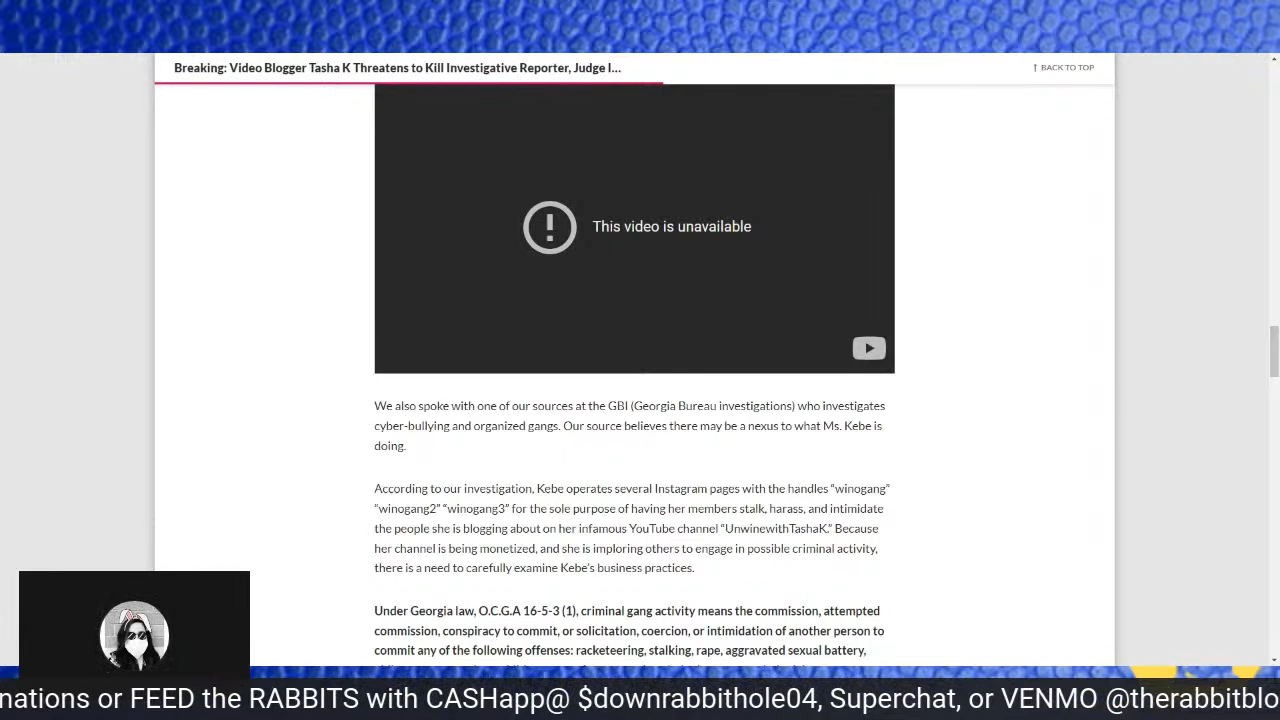 Breaking: Video Blogger Tasha K Threatens to Kill Investigative Reporter, Judge I...
↑ BACK TO TOP
This video is unavailable
We also spoke with one of our sources at the GBI (Georgia Bureau investigations) who investigates
cyber-bullying and organized gangs. Our source believes there may be a nexus to what Ms. Kebe is
doing.
According to our investigation, Kebe operates several Instagram pages with the handles “winogang”
“winogang2” “winogang3” for the sole purpose of having her members stalk, harass, and intimidate
the people she is blogging about on her infamous YouTube channel “UnwinewithTashaK.” Because
her channel is being monetized, and she is imploring others to engage in possible criminal activity,
there is a need to carefully examine Kebe’s business practices.
Under Georgia law, O.C.G.A 16-5-3 (1), criminal gang activity means the commission, attempted
commission, conspiracy to commit, or solicitation, coercion, or intimidation of another person to
commit any of the following offenses: racketeering, stalking, rape, aggravated sexual battery,
nations or FEED the RABBITS with CASHapp@ $downrabbithole04, Superchat, or VENMO @therabbitblo